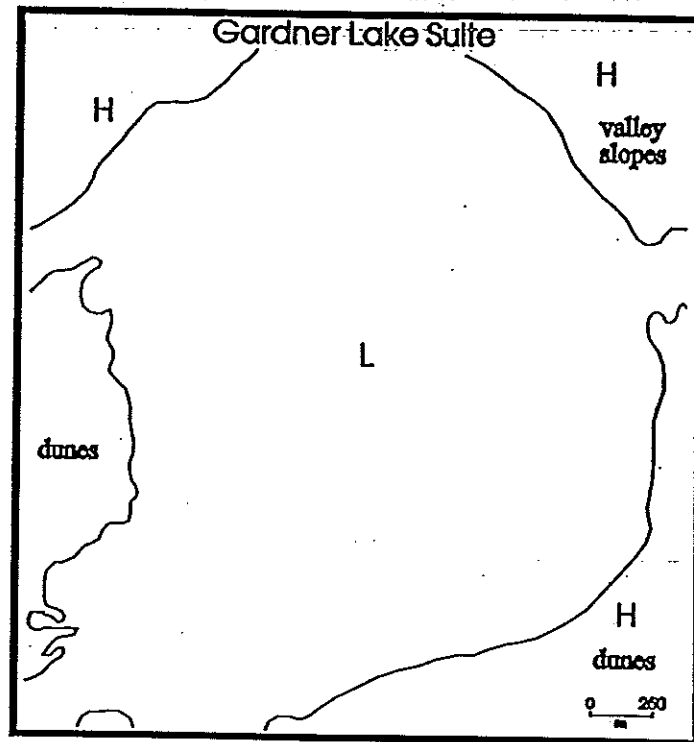 Gardner Lake Suite
H
H
valley
slopes
L
dunes
H
dunes
0 250
m